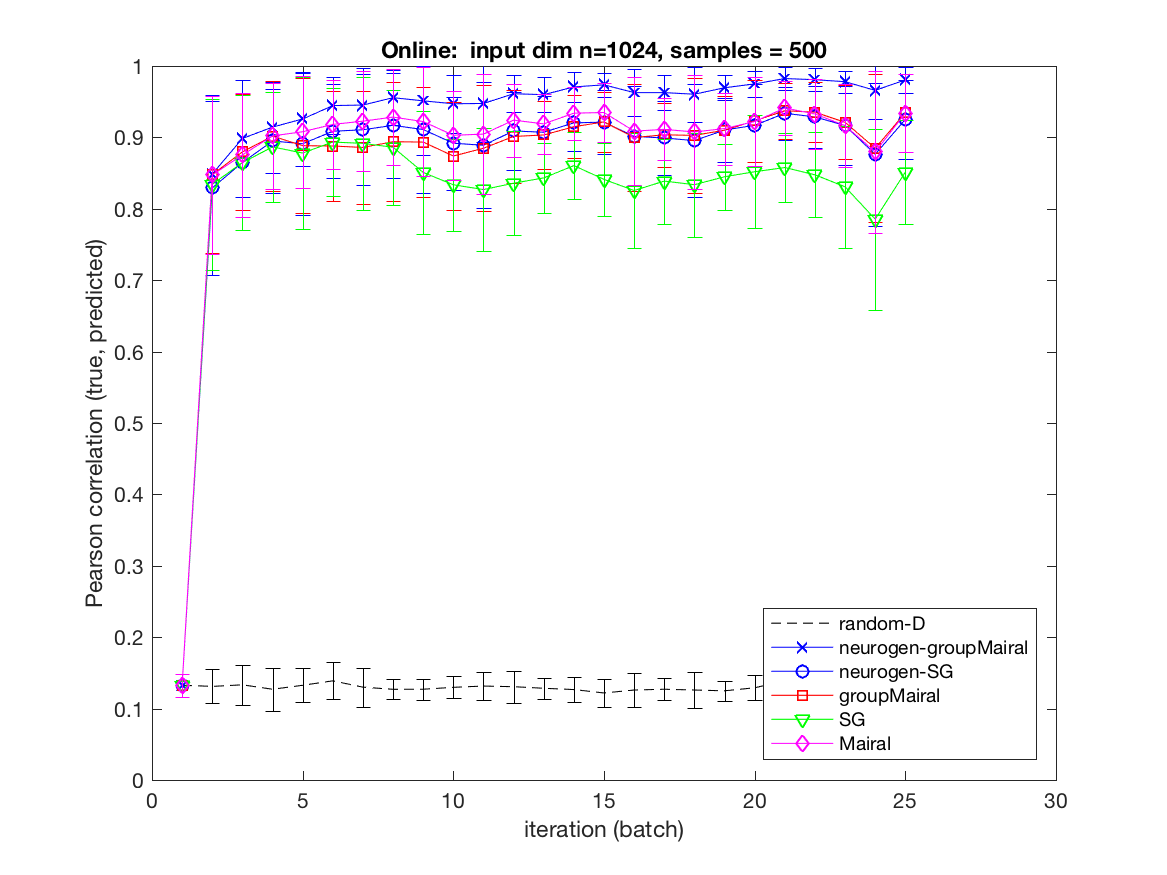 Online:  input dim n=1024, samples = 500
Pearson correlation (true, predicted)
1
0.9
0.8
0.7
0.6
0.5
0.4
0.3
0.2
0.1
0
0 5 10 15 20 25 30
iteration (batch)
random-D
neurogen-groupMairal
neurogen-SG
groupMairal
SG
Mairal